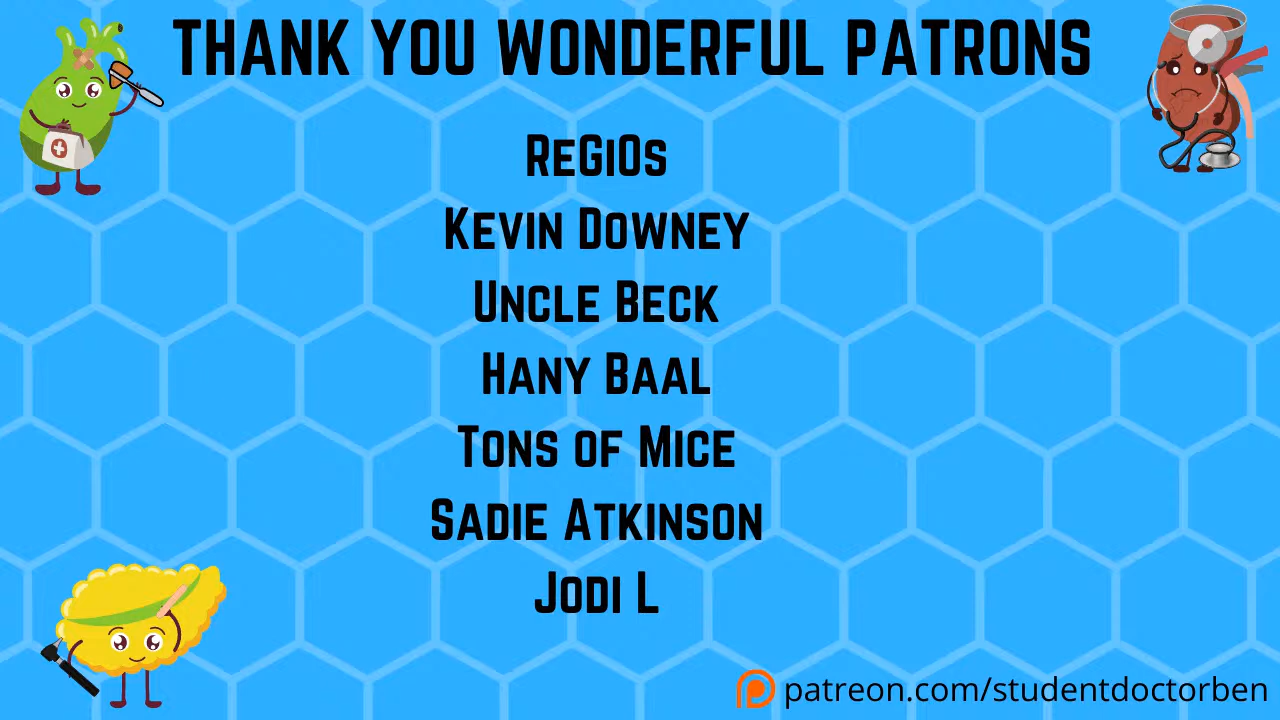 THANK YOU WONDERFUL PATRONS
ReGiOs
Kevin Downey
Uncle Beck
Hany Baal
Tons of Mice
Sadie Atkinson
Jodi L
patreon.com/studentdoctorben